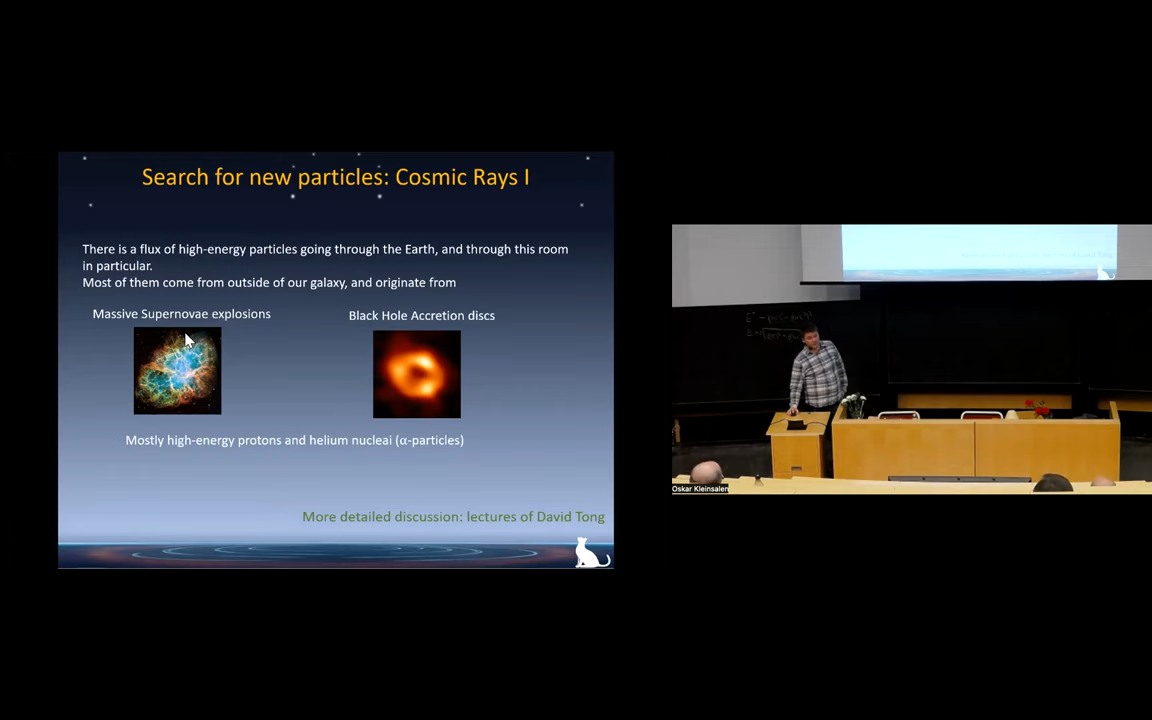 Search for new particles: Cosmic Rays I
There is a flux of high-energy particles going through the Earth, and through this room
in particular.
Most of them come from outside of our galaxy, and originate from
Massive Supernovae explosions
Black Hole Accretion discs
Mostly high-energy protons and helium nucleai (α-particles)
More detailed discussion: lectures of David Tong
Oskar Kleinsalen